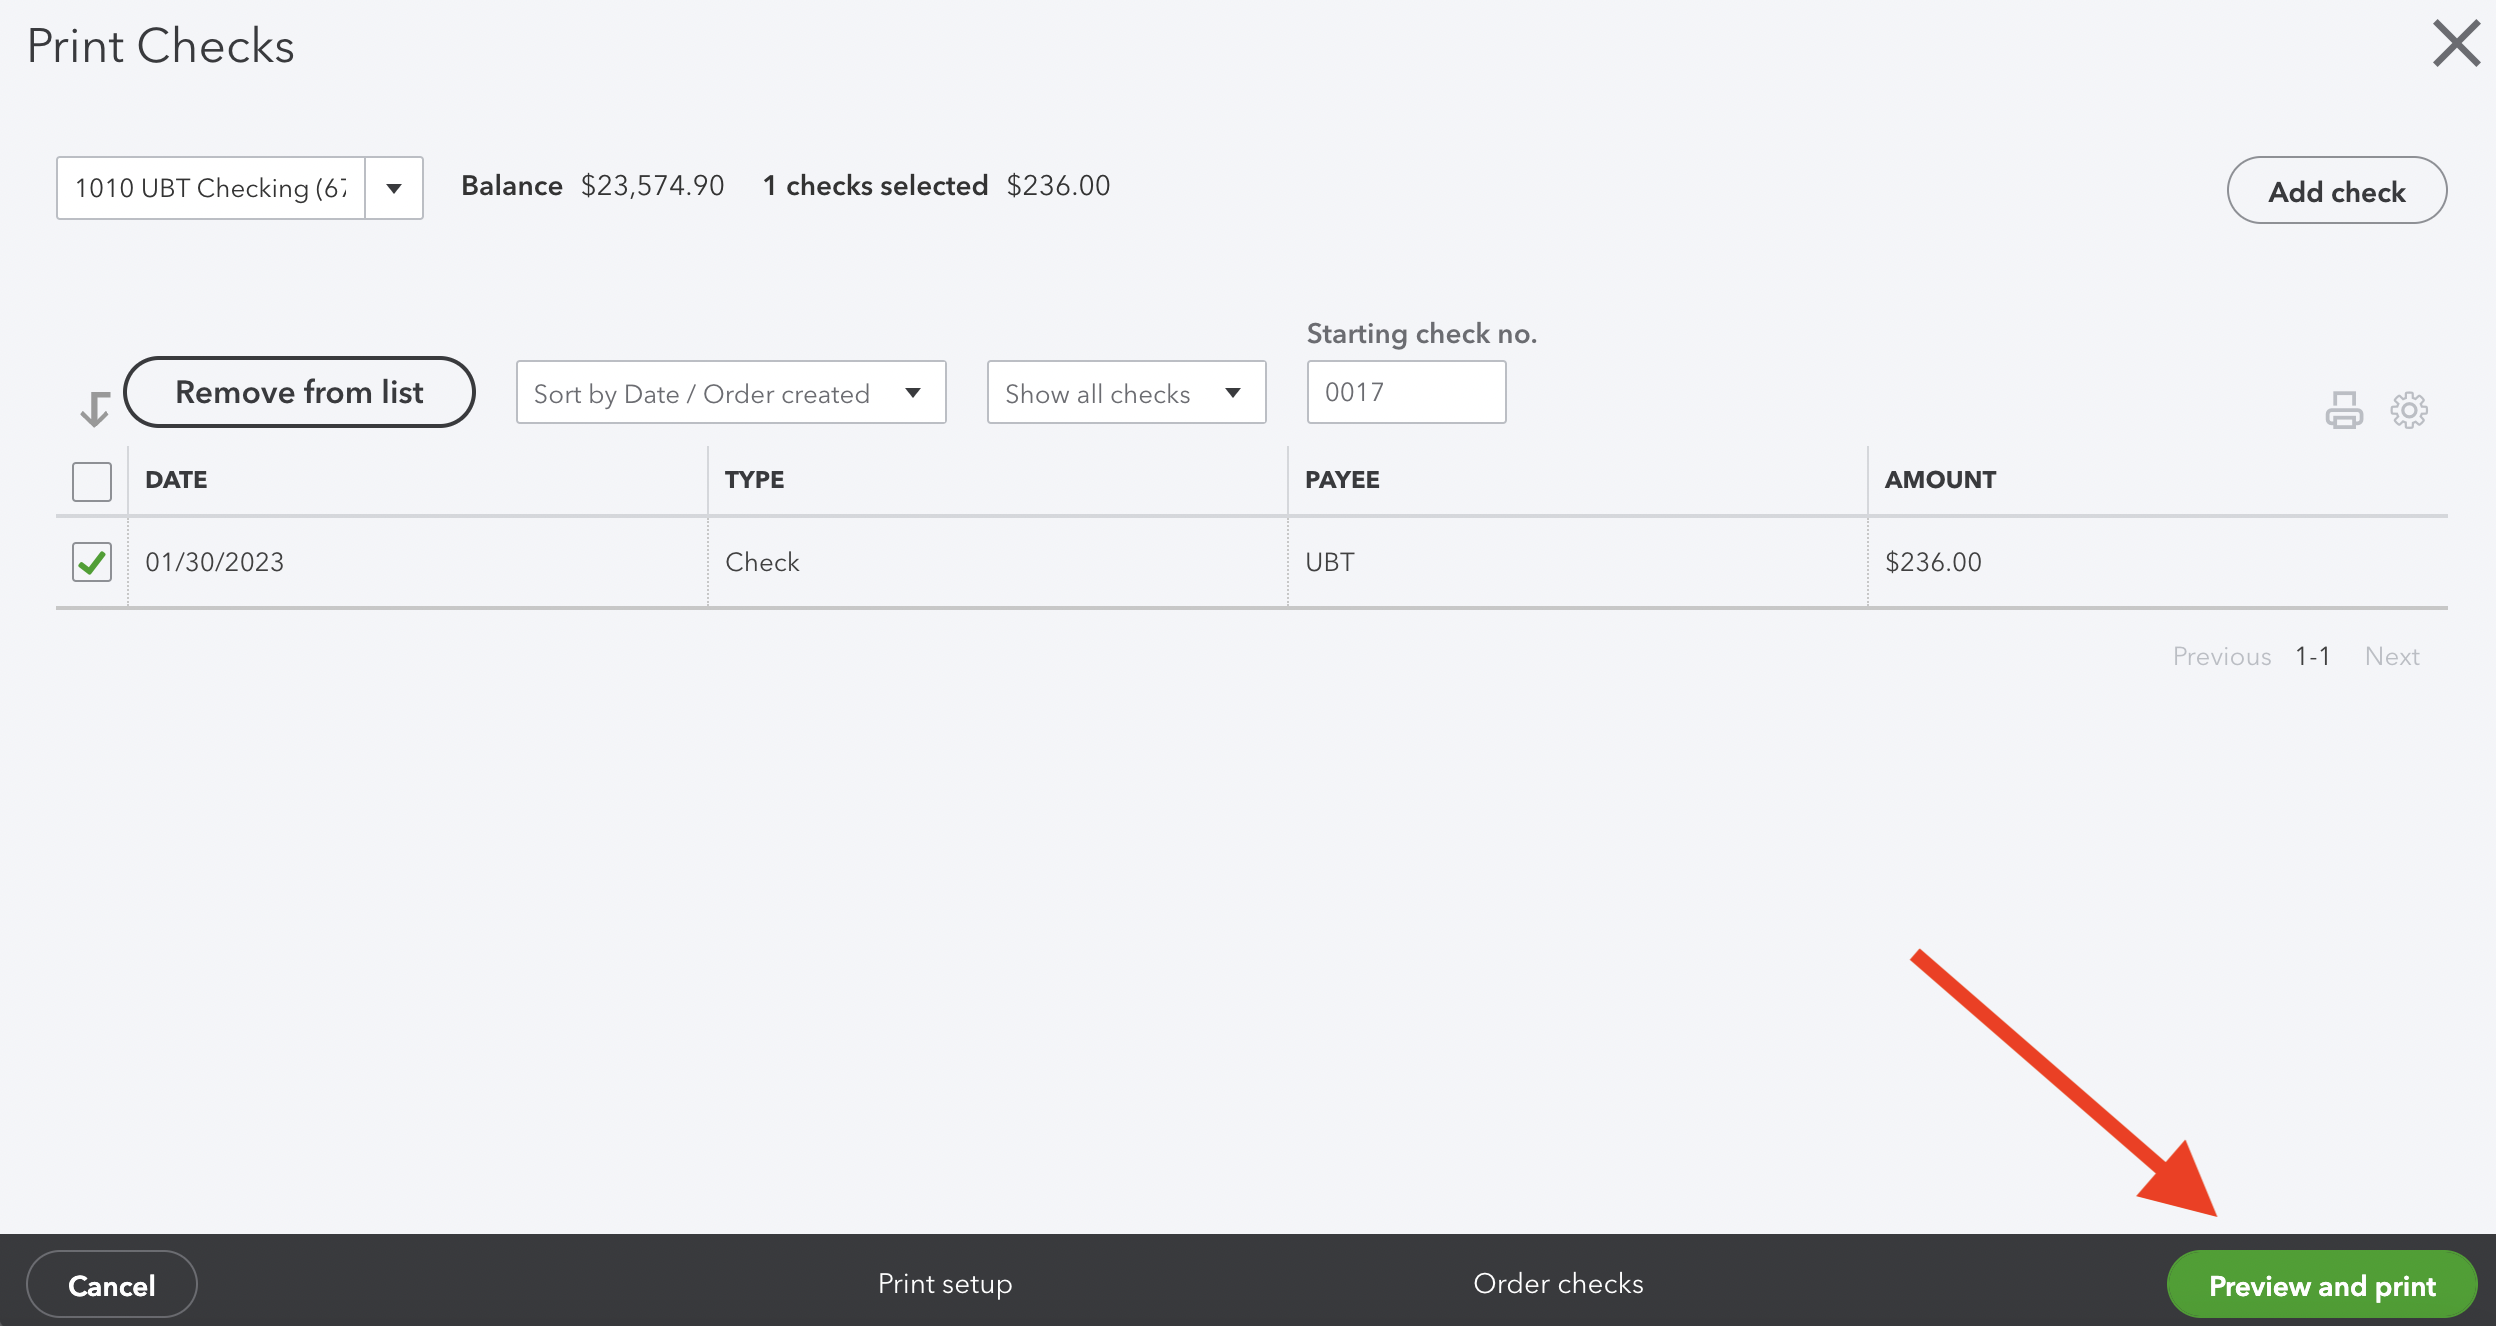 Print Checks
1010 UBT Checking (67
Balance $23,574.90 1 checks selected $236.00
Add check
Starting check no.
Remove from list
Sort by Date / Order created
Show all checks
0017
DATE TYPE PAYEE AMOUNT
01/30/2023 Check UBT $236.00
Previous 1-1 Next
Cancel Print setup Order checks Preview and print